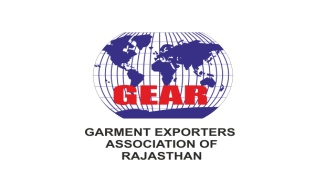 GEAR
GARMENT EXPORTERS
ASSOCIATION OF
RAJASTHAN